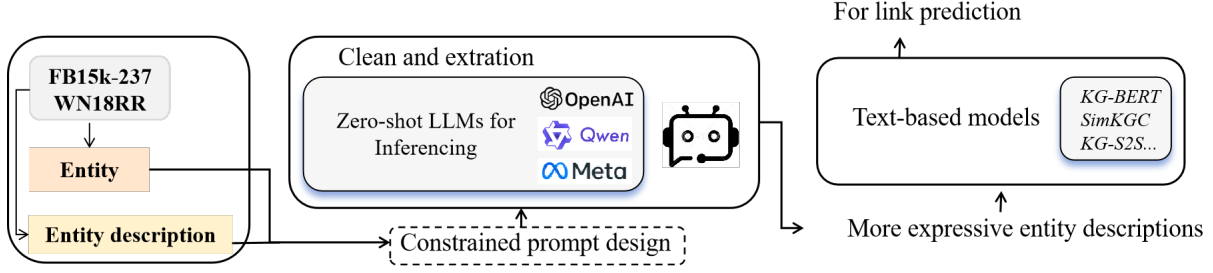 FB15k-237
WN18RR
Entity
Entity description
Clean and extration
Zero-shot LLMs for
Inferencing
OpenAI
Qwen
Meta
Constrained prompt design
For link prediction
Text-based models
KG-BERT
SimKGC
KG-S2S...
More expressive entity descriptions